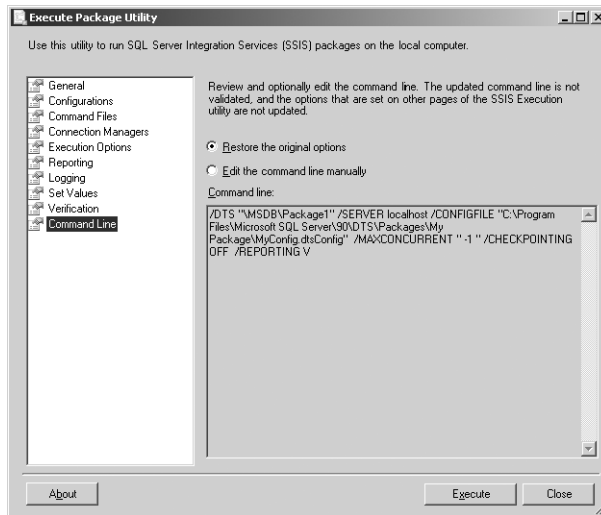 Execute Package Utility
Use this utility to run SQL Server Integration Services (SSIS) packages on the local computer.
General
Configurations
Command Files
Connection Managers
Execution Options
Reporting
Logging
Set Values
Verification
Command Line
Review and optionally edit the command line. The updated command line is not
validated, and the options that are set on other pages of the SSIS Execution
utility are not updated.
Restore the original options
Edit the command line manually
Command line:
/DTS "\MSDB\Package1" /SERVER localhost /CONFIGFILE "C:\Program
Files\Microsoft SQL Server\90\DTS\Packages\My
Package\MyConfig.dtsConfig" /MAXCONCURRENT " -1 " /CHECKPOINTING
OFF /REPORTING V
About
Execute
Close